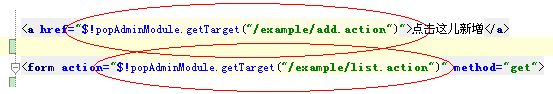 <a href="$!popAdminModule.getTarget("/example/add.action")">点击这儿新增</a>
<form action="$!popAdminModule.getTarget("/example/list.action")" method="get">